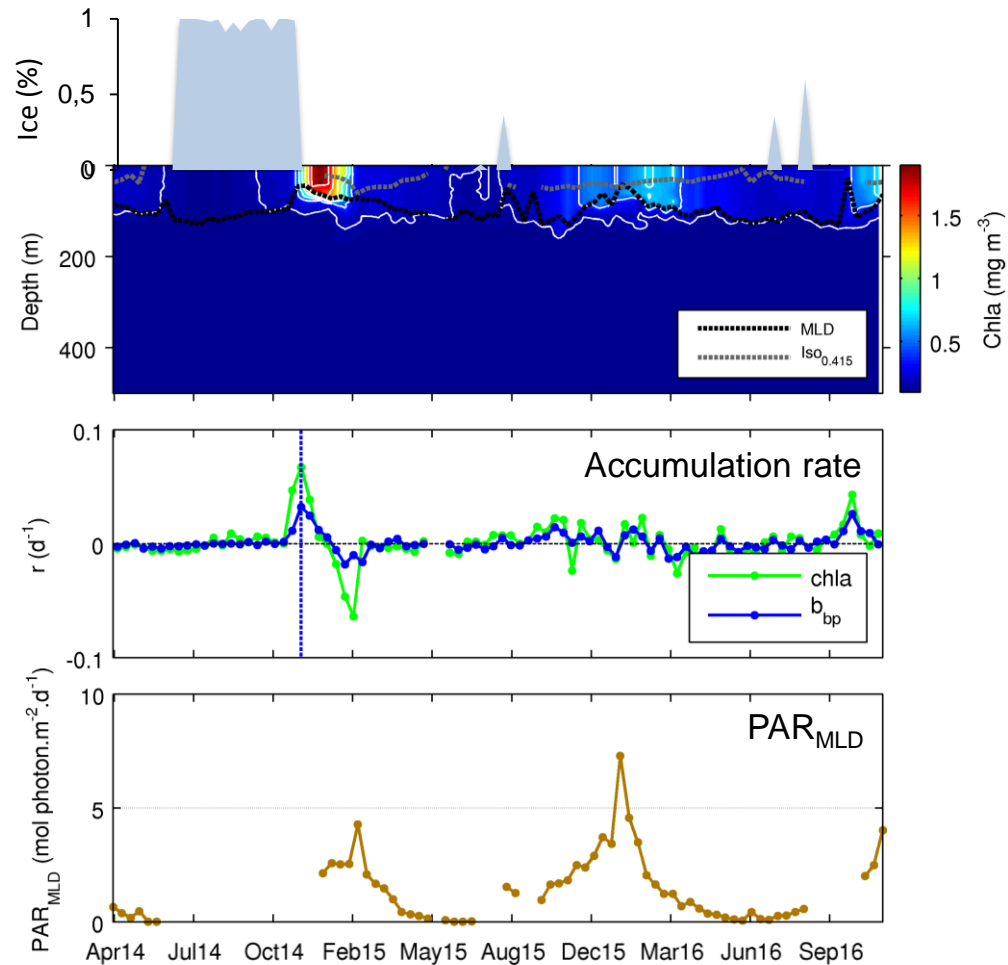 1
0,5
0
Ice (%)
0
200
400
Depth (m)
MLD
Iso0.415
1.5
1
0.5
Chla (mg m-3)
0.1
0
-0.1
r (d-1)
Accumulation rate
chla
bbp
10
5
0
PARMLD (mol photon.m-2.d-1)
PARMLD
Apr14 Jul14 Oct14 Feb15 May15 Aug15 Dec15 Mar16 Jun16 Sep16